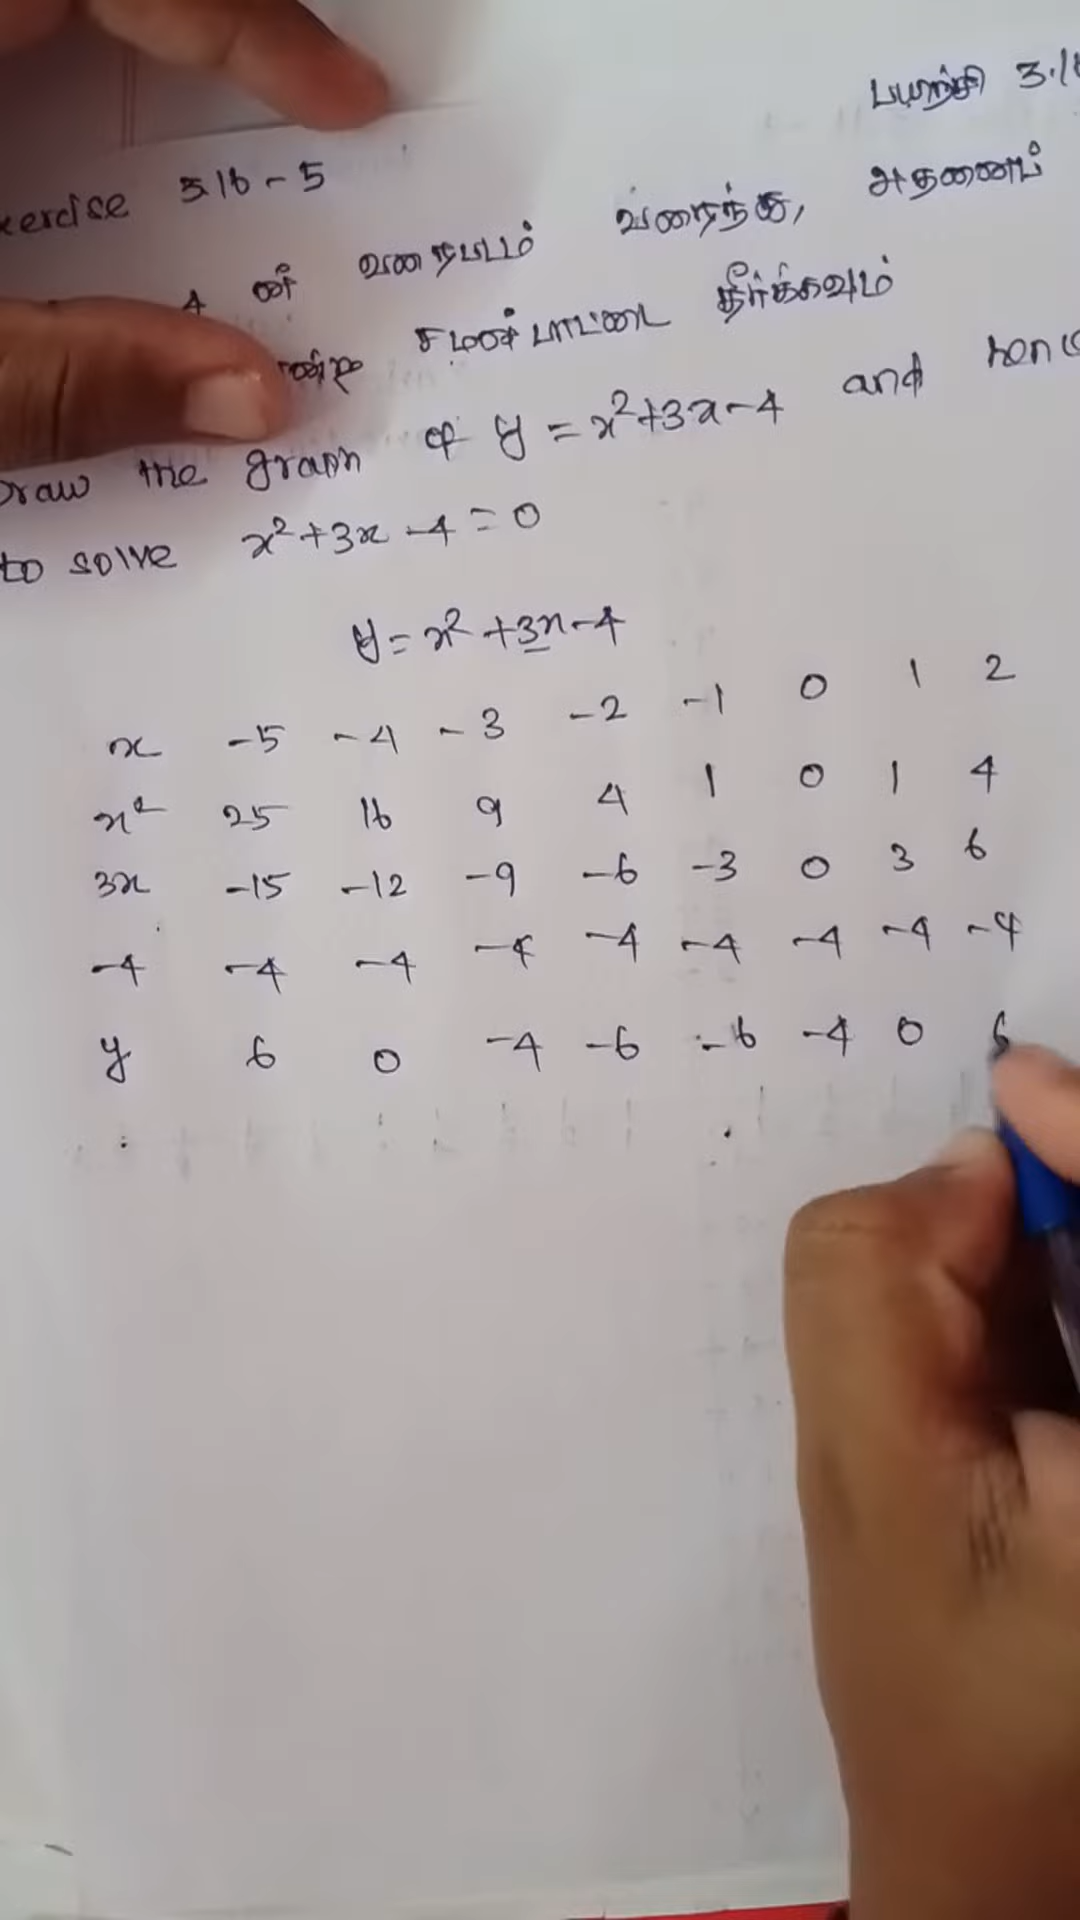 பயிற்சி 3.16
xercise 3.16 - 5
4 ன் வரைபடம் வரைந்து, அதனைப்
சமன்பாட்டை தீர்க்கவும்
Draw the graph of y = x²+3x-4 and henc
to solve x²+3x-4=0
y = x²+3x-4
x -5 -4 -3 -2 -1 0 1 2
x² 25 16 9 4 1 0 1 4
3x -15 -12 -9 -6 -3 0 3 6
-4 -4 -4 -4 -4 -4 -4 -4 -4
y 6 0 -4 -6 -6 -4 0 6